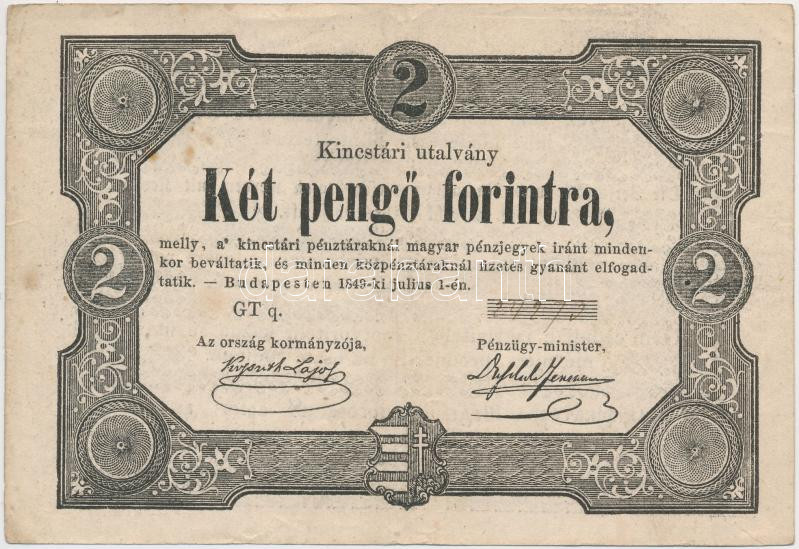 2
Kincstári utalvány
Két pengő forintra,
melly, a' kincstári pénztáraknál magyar pénzjegyek iránt minden-
kor beváltatik, és minden közpénztáraknál fizetés gyanánt elfogad-
tatik. — Budapesten 1849-ki julius 1-én.
2 2
GT q.
Az ország kormányzója, Pénzügy-minister,
Kossuth Lajos
darabanth